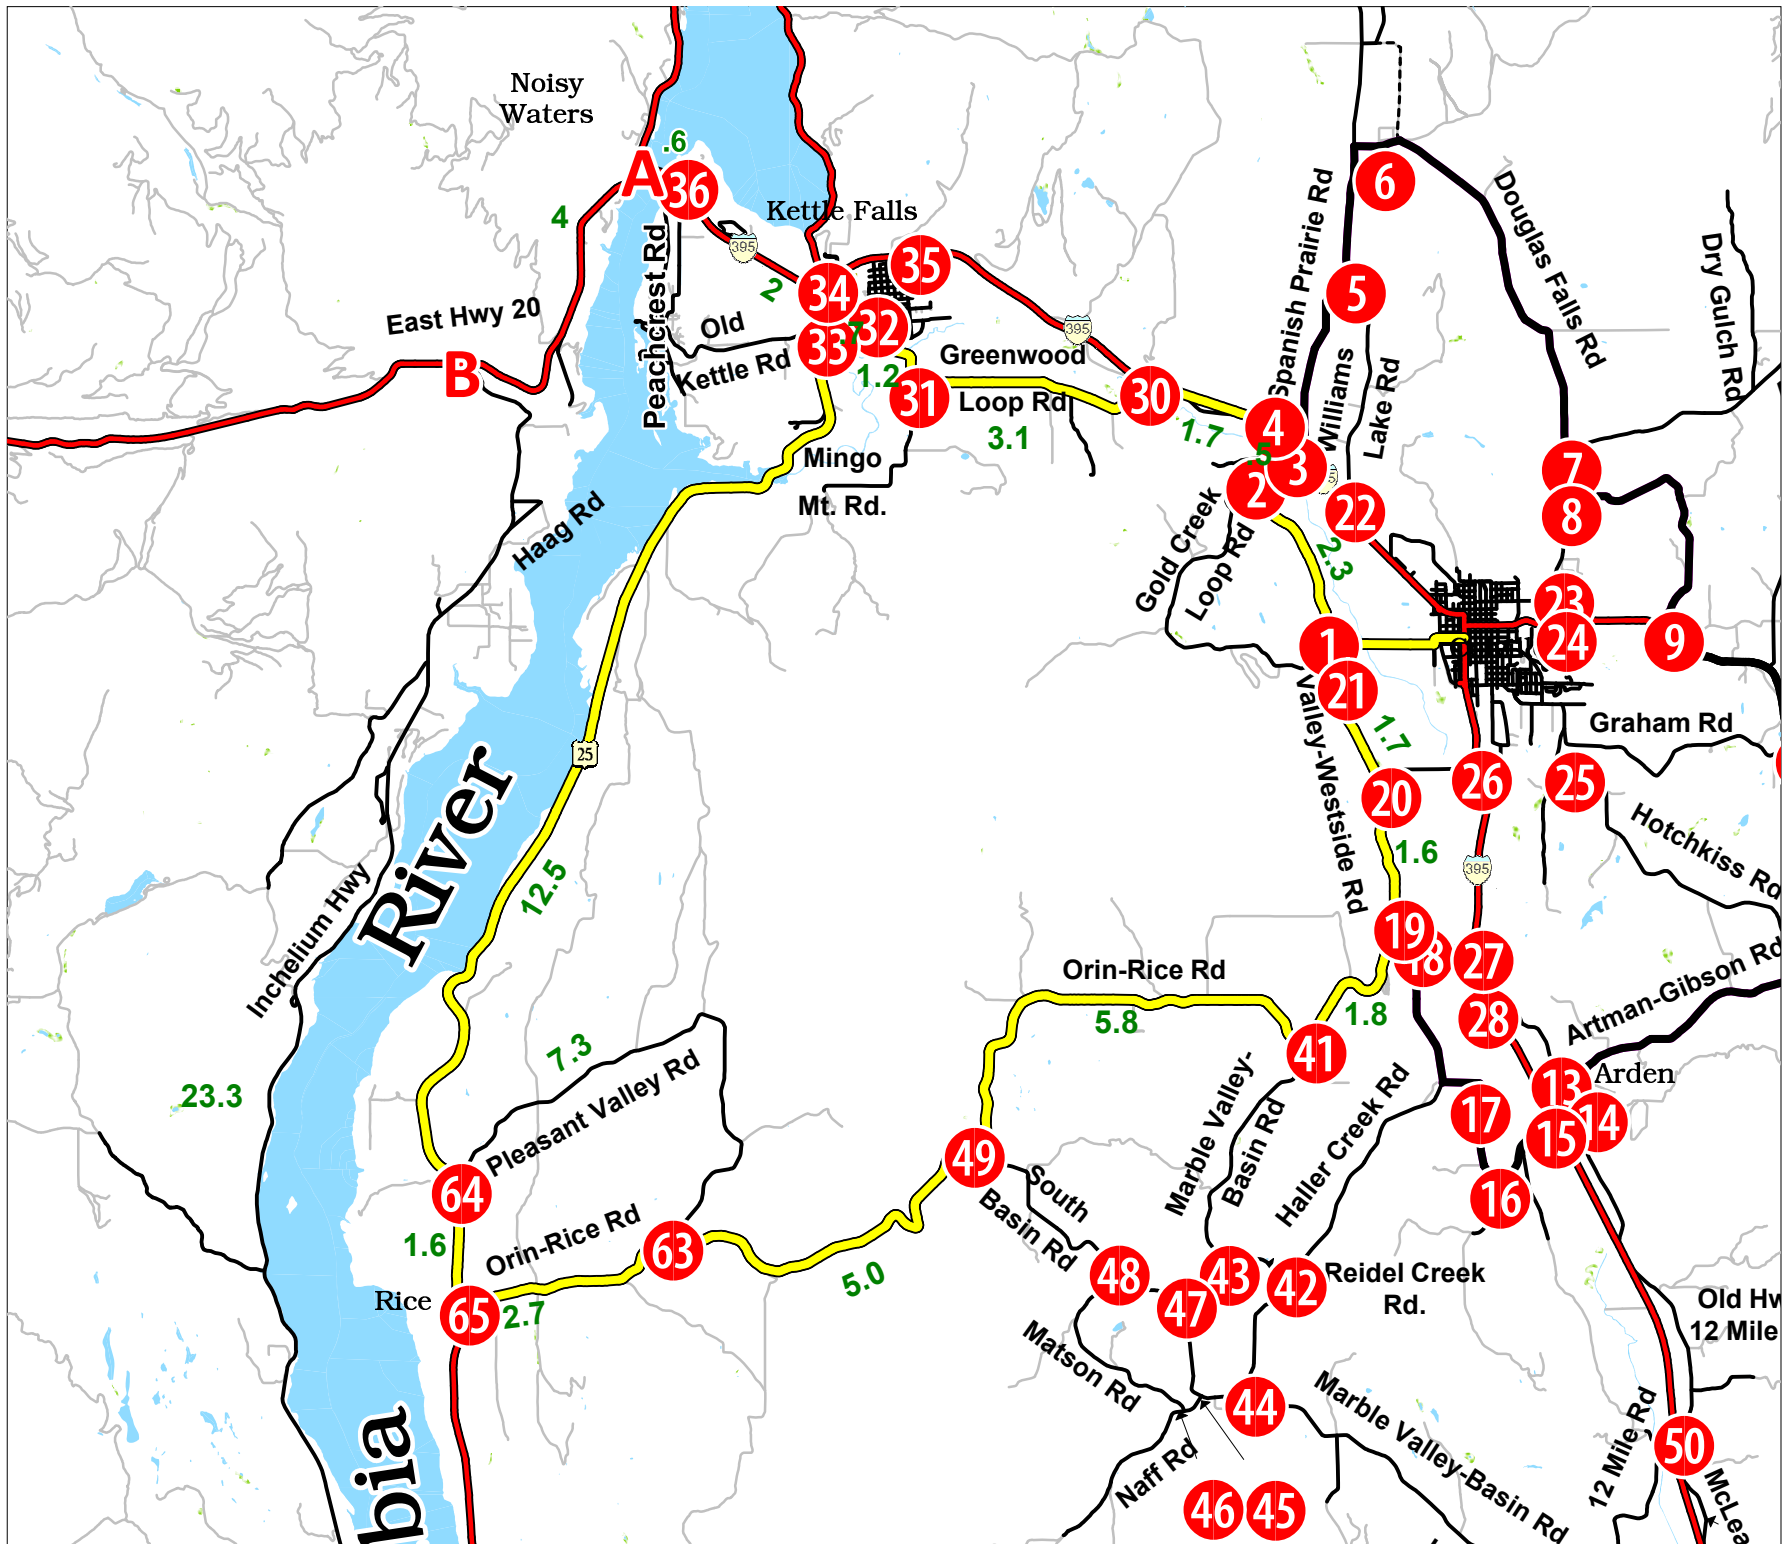 Noisy
Waters
.6
A
36
6
4
Kettle Falls
Peachcrest Rd
395
35
Spanish Prairie Rd
Douglas Falls Rd
Dry Gulch Rd
5
2
34
East Hwy 20
Old
Kettle Rd
33
.7
32
395
Greenwood
Loop Rd
B
1.2
31
30
3.1
1.7
4
Williams
Lake Rd
.5
3
2
7
8
Mingo
Mt. Rd.
22
Haag Rd
Gold Creek
Loop Rd
2.3
23
24
9
1
21
Valley-Westside Rd
1.7
Graham Rd
25
20
26
25
River
Hotchkiss Rd
1.6
395
12.5
Inchelium Hwy
19
18
27
Orin-Rice Rd
5.8
1.8
28
Artman-Gibson Rd
41
7.3
Pleasant Valley Rd
23.3
13
Arden
14
15
17
16
Marble Valley-
Basin Rd
Haller Creek Rd
49
South
Basin Rd
64
1.6
Orin-Rice Rd
63
5.0
Rice
65
2.7
48
43
47
42
Reidel Creek
Rd.
Old Hw
12 Mile
Matson Rd
44
Marble Valley-Basin Rd
12 Mile Rd
50
McLea
Naff Rd
46
45
bia